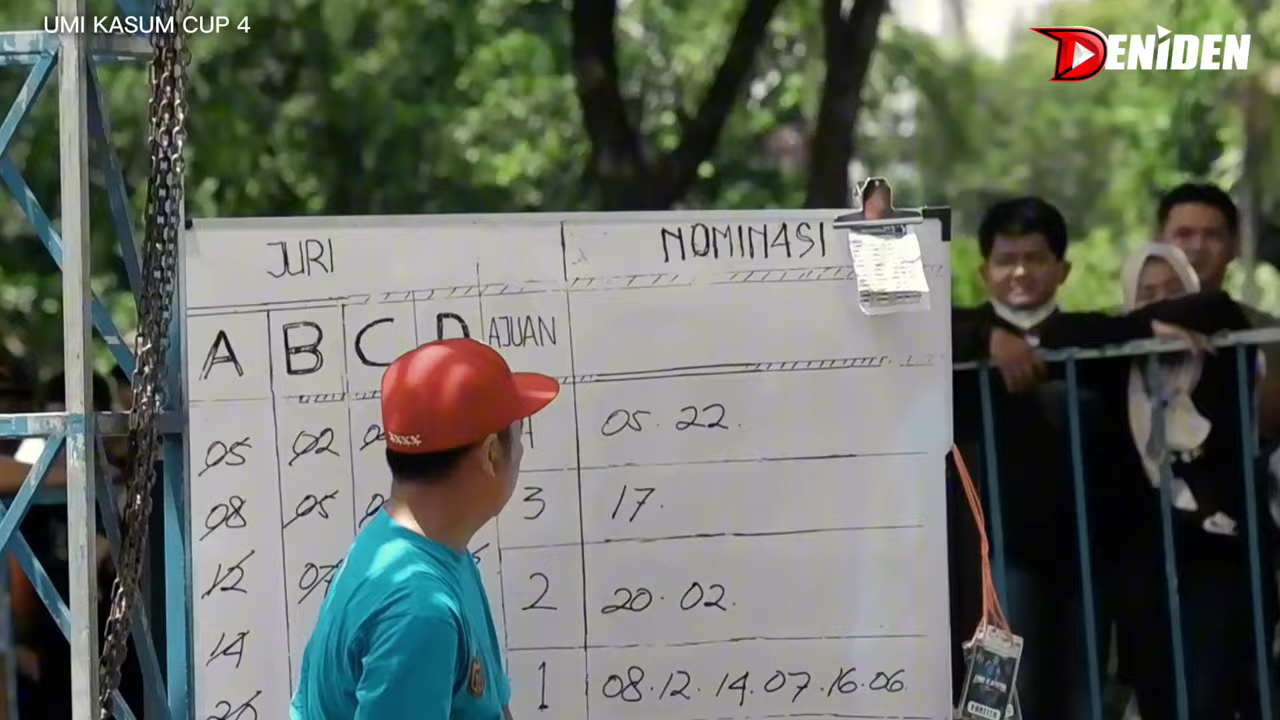 UMI KASUM CUP 4
DENIDEN
JURI NOMINASI
A B C D AJUAN
05 02 05.22.
08 05 3 17.
12 07 2 20.02.
14 1 08.12.14.07.16.06.